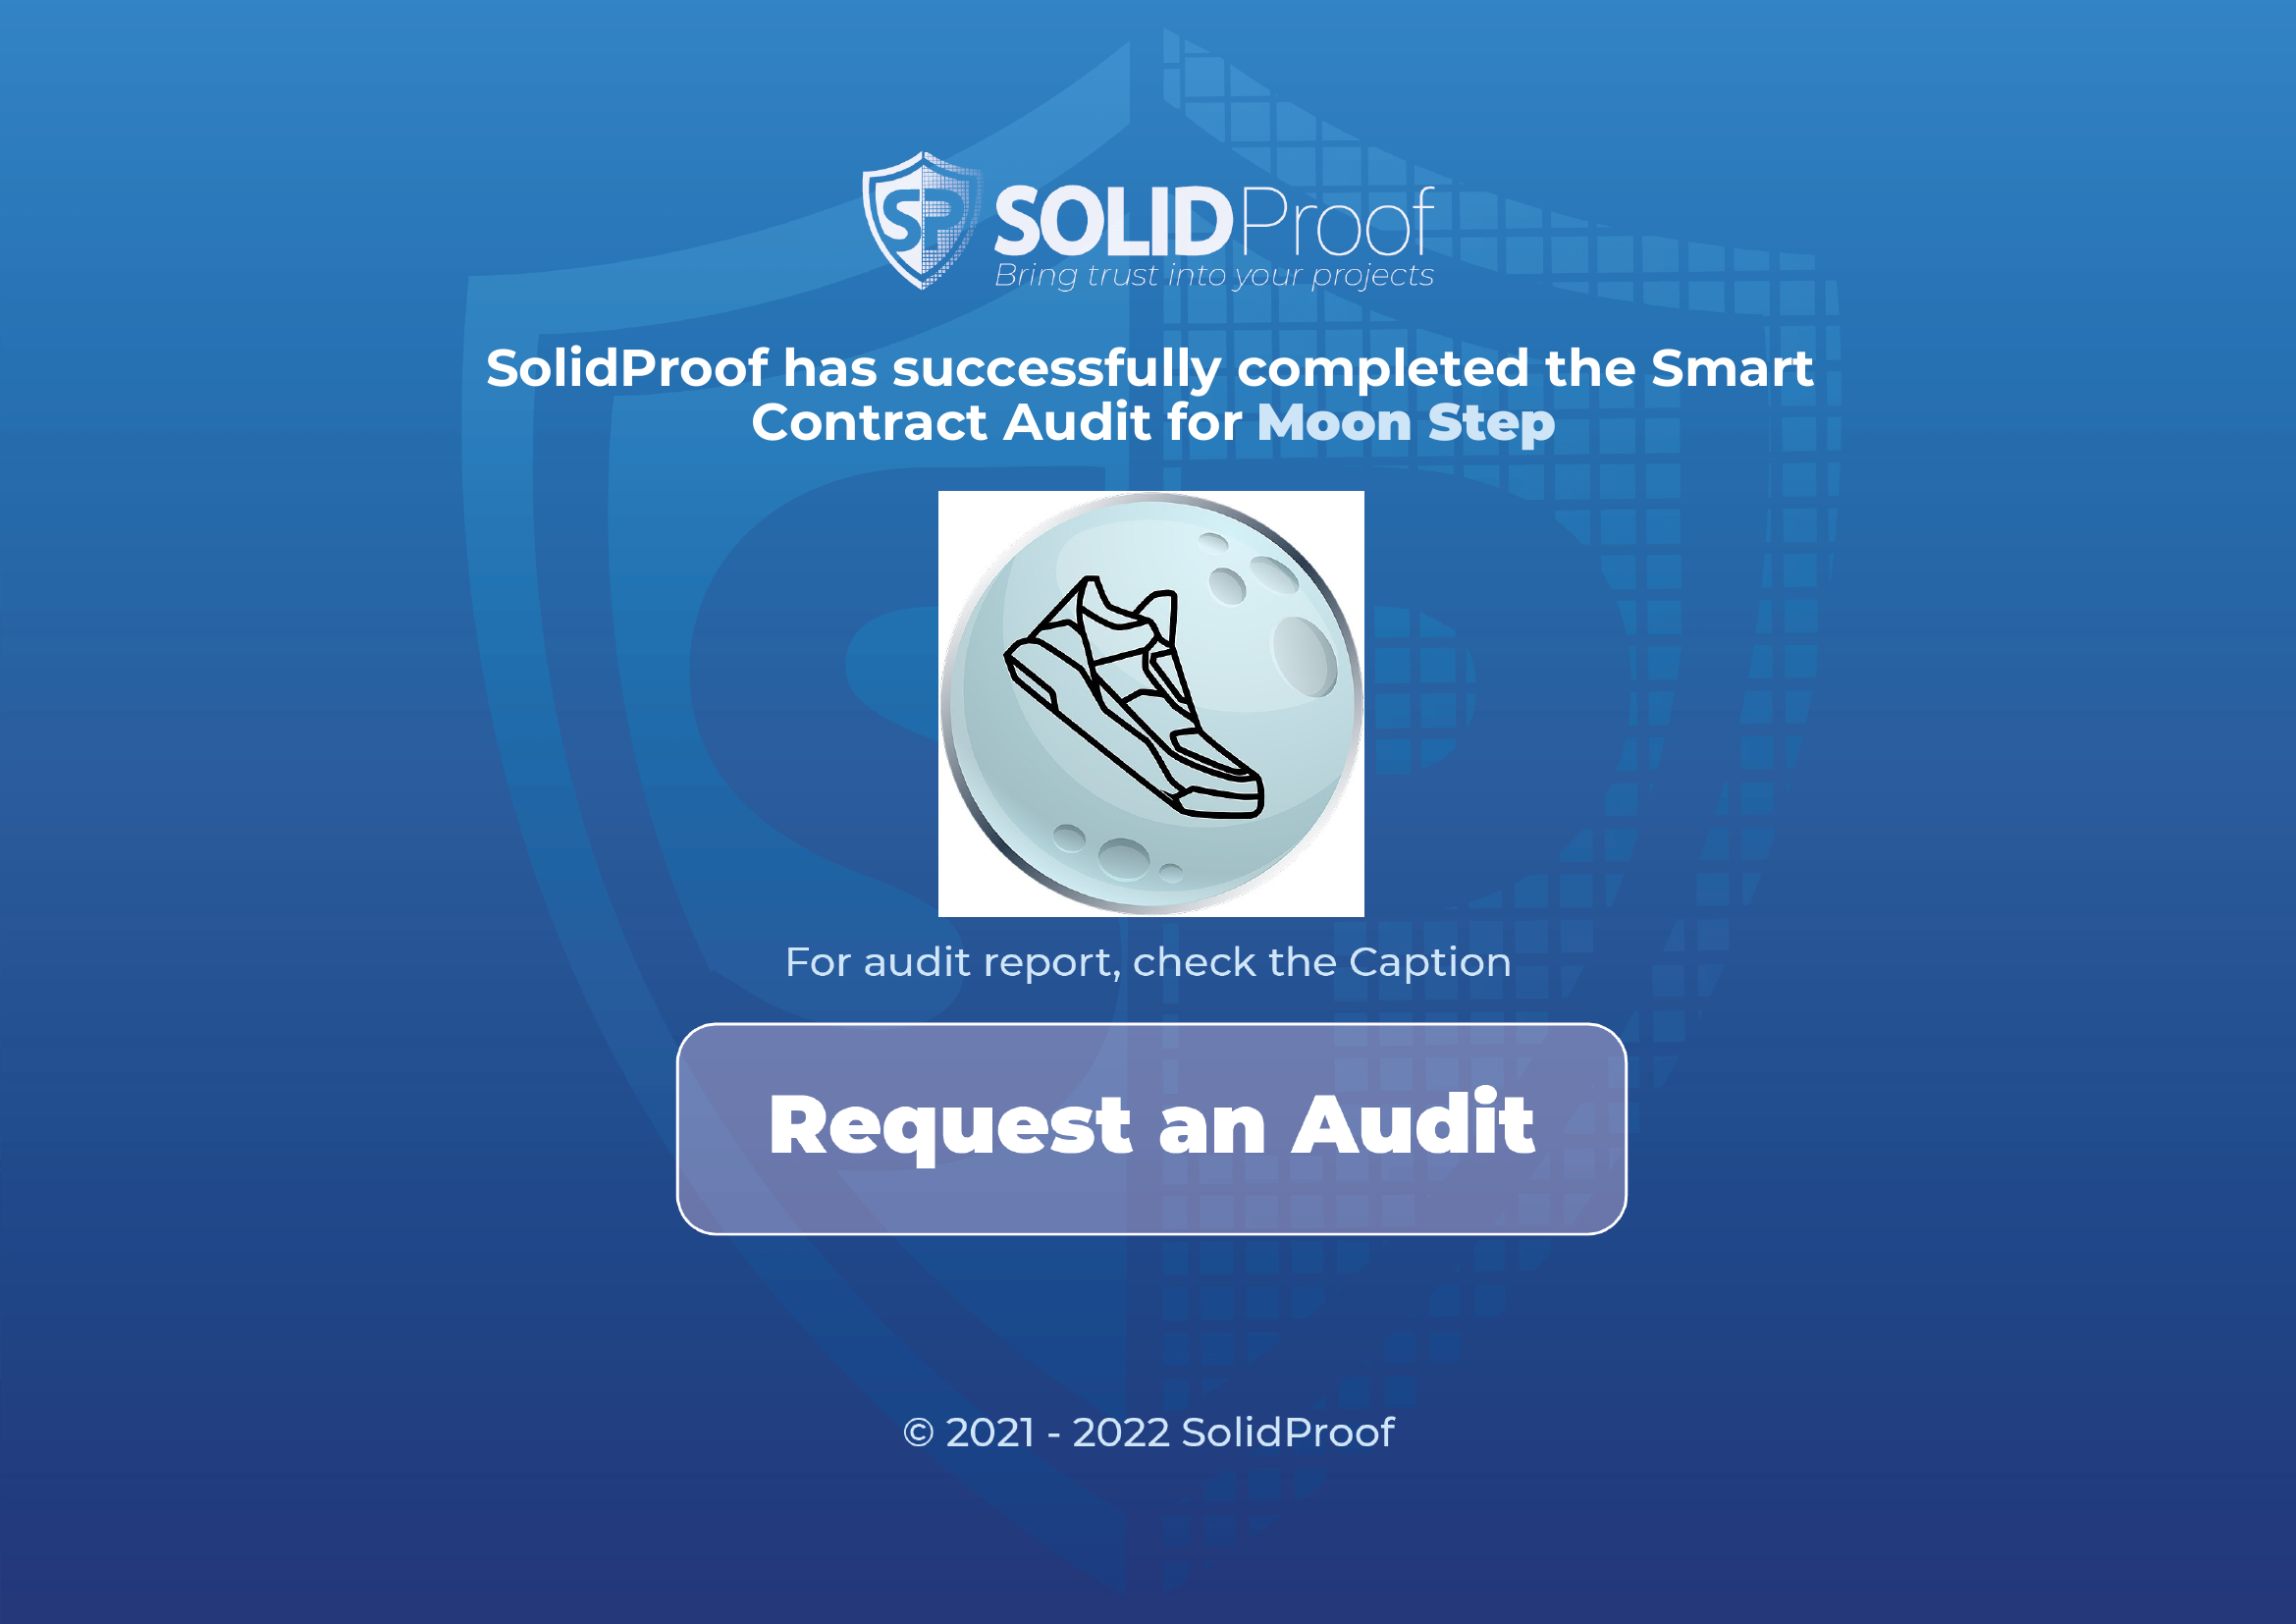 SP SOLIDProof
Bring trust into your projects
SolidProof has successfully completed the Smart
Contract Audit for Moon Step
For audit report, check the Caption
Request an Audit
© 2021 - 2022 SolidProof